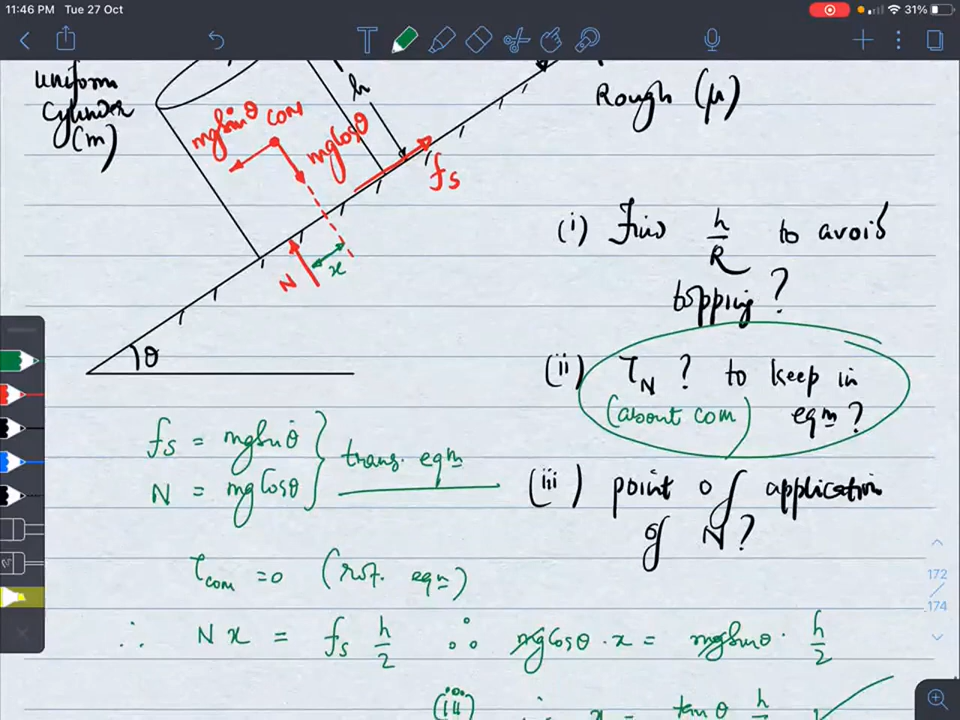 11:46 PM Tue 27 Oct
31%
T
uniform
cylinder
(m)
h
Rough (μ)
mg sinθ com
mg cosθ
fs
N
x
θ
(i) Find h/R to avoid
topping?
(ii) τN ? to keep in
(about com) eqm?
(iii) point of application
of N?
fs = mg sinθ
N = mg cosθ } trans. eqm
τcom = 0 (rot. eqm)
∴ N x = fs h/2 ∴ mg cosθ · x = mg sinθ · h/2
(iii) ∴ x = tanθ h
172
/
174